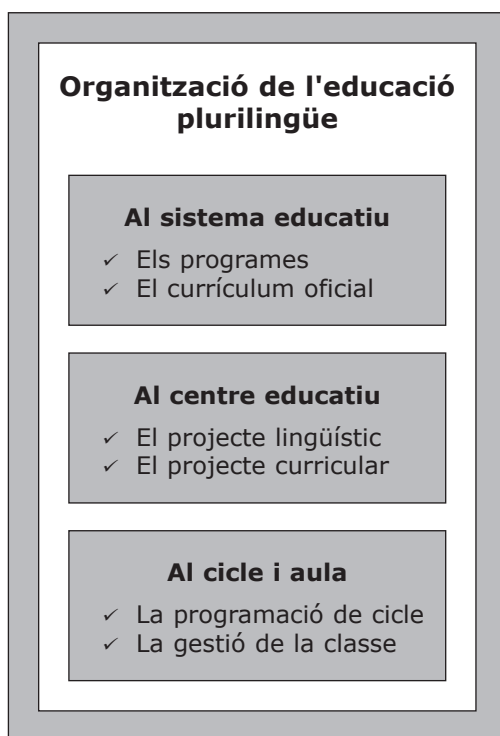 Organització de l'educació
plurilingüe
Al sistema educatiu
✓ Els programes
✓ El currículum oficial
Al centre educatiu
✓ El projecte lingüístic
✓ El projecte curricular
Al cicle i aula
✓ La programació de cicle
✓ La gestió de la classe